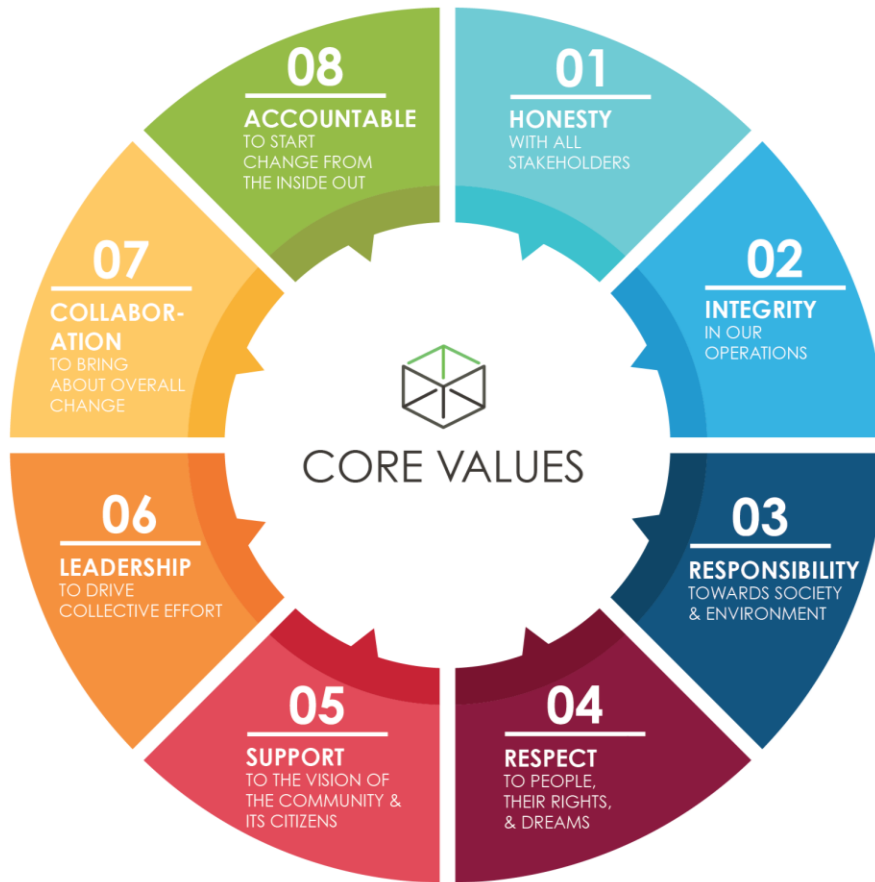 01
HONESTY
WITH ALL
STAKEHOLDERS
02
INTEGRITY
IN OUR
OPERATIONS
03
RESPONSIBILITY
TOWARDS SOCIETY
& ENVIRONMENT
04
RESPECT
TO PEOPLE,
THEIR RIGHTS,
& DREAMS
05
SUPPORT
TO THE VISION OF
THE COMMUNITY &
ITS CITIZENS
06
LEADERSHIP
TO DRIVE
COLLECTIVE EFFORT
07
COLLABOR-
ATION
TO BRING
ABOUT OVERALL
CHANGE
08
ACCOUNTABLE
TO START
CHANGE FROM
THE INSIDE OUT
CORE VALUES